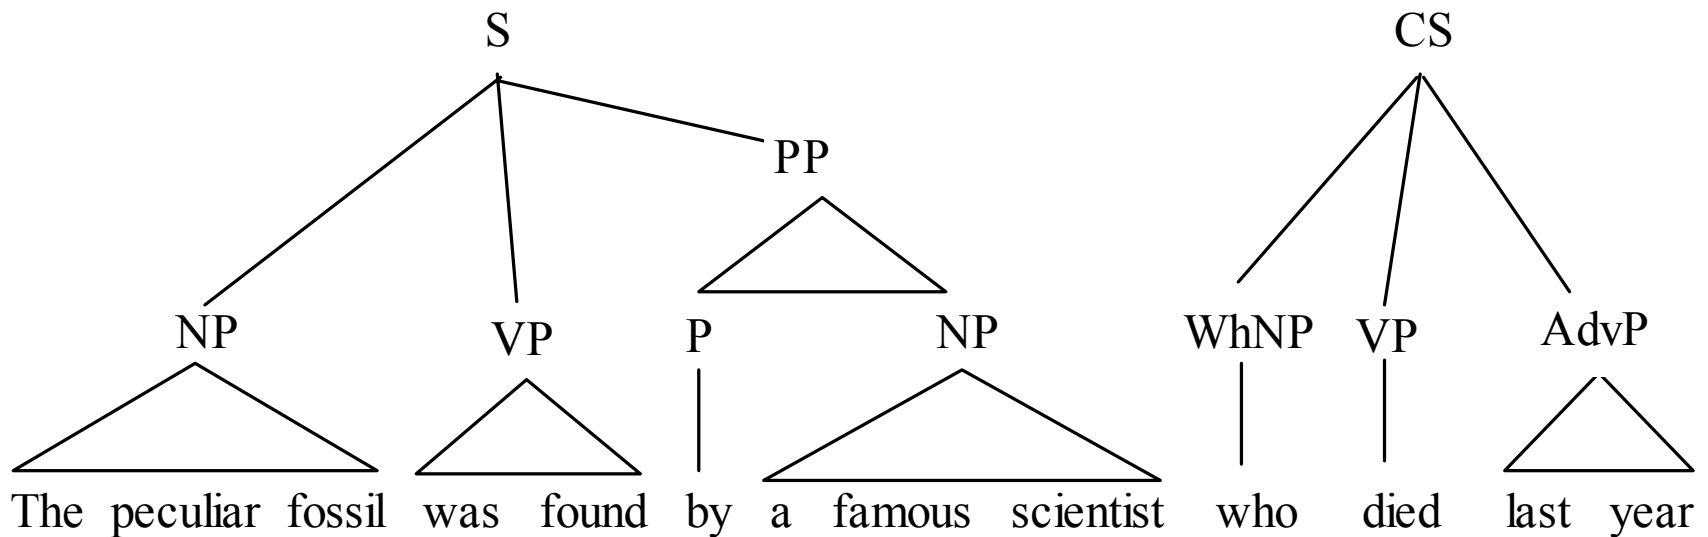 S CS
PP
NP VP P NP WhNP VP AdvP
The peculiar fossil was found by a famous scientist who died last year